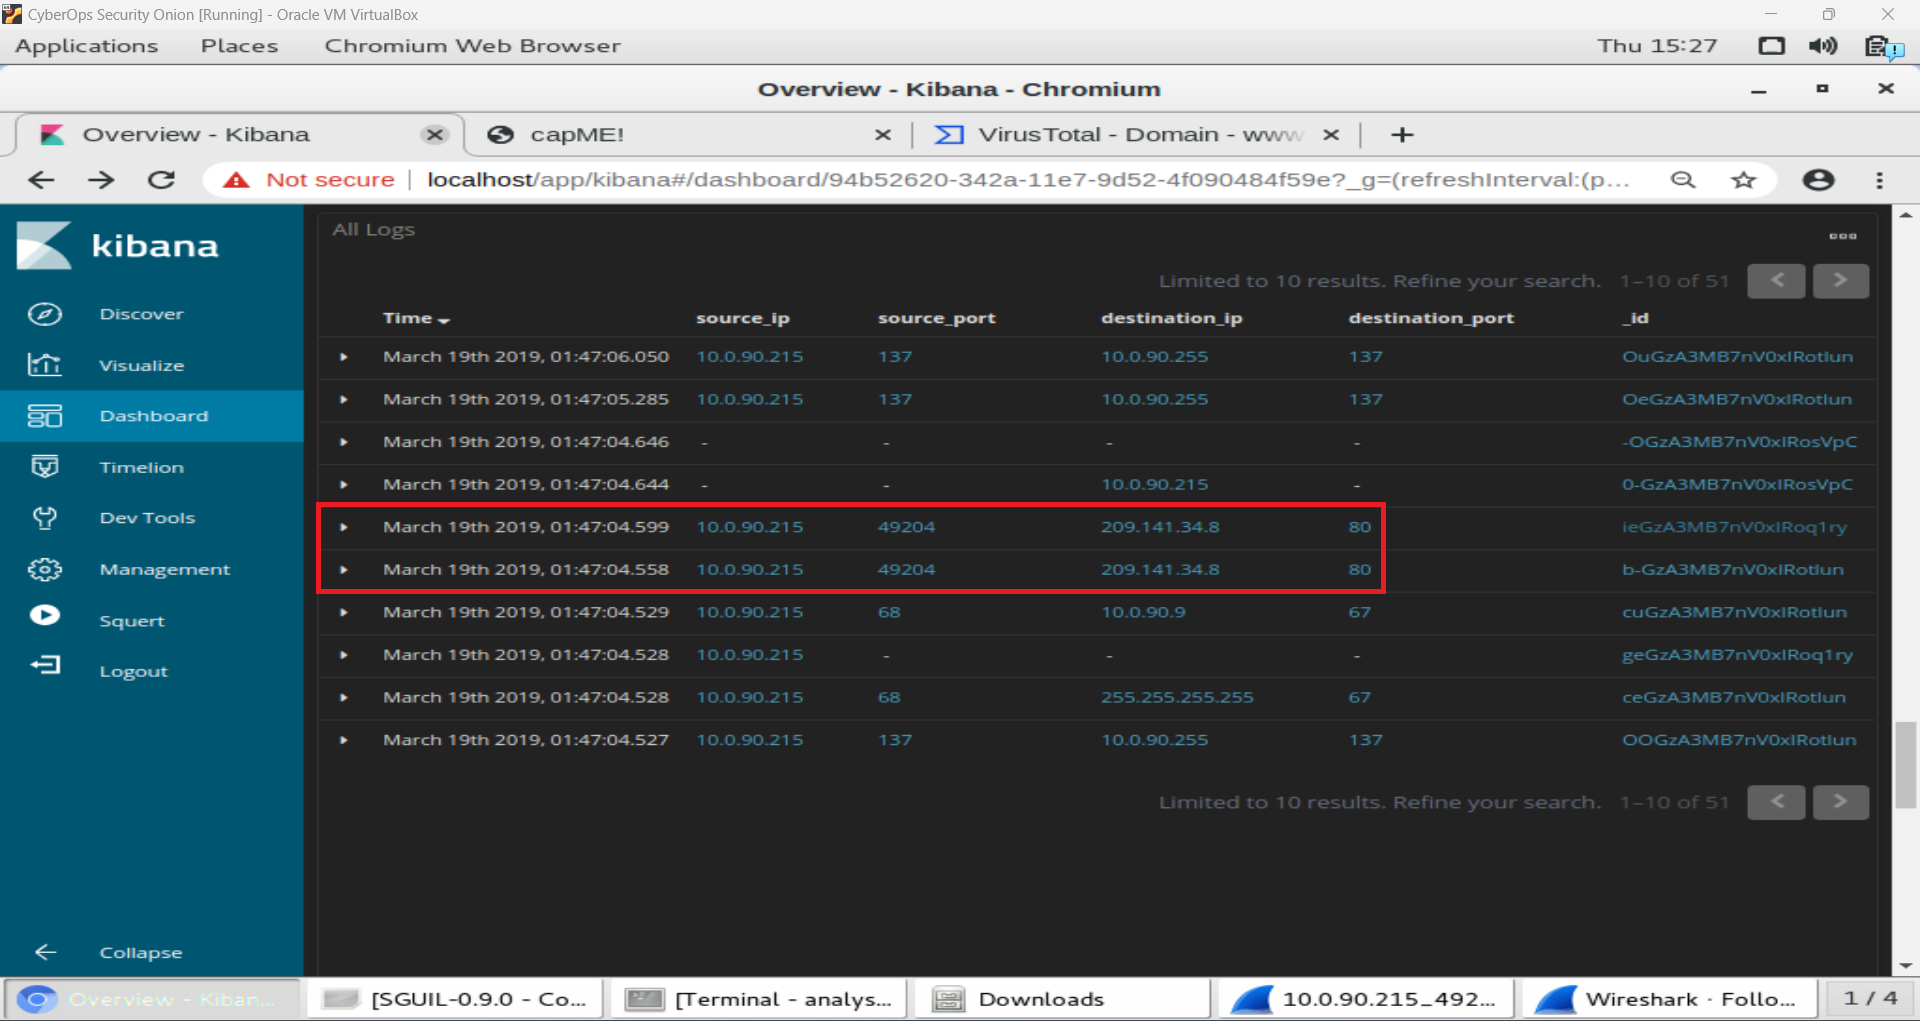 CyberOps Security Onion [Running] - Oracle VM VirtualBox
Applications Places Chromium Web Browser Thu 15:27
Overview - Kibana - Chromium
Overview - Kibana capME! VirusTotal - Domain - www
Not secure localhost/app/kibana#/dashboard/94b52620-342a-11e7-9d52-4f090484f59e?_g=(refreshInterval:(p...
kibana
Discover
Visualize
Dashboard
Timelion
Dev Tools
Management
Squert
Logout
Collapse
All Logs
Limited to 10 results. Refine your search. 1–10 of 51
Time source_ip source_port destination_ip destination_port _id
March 19th 2019, 01:47:06.050 10.0.90.215 137 10.0.90.255 137 OuGzA3MB7nV0xIRotIun
March 19th 2019, 01:47:05.285 10.0.90.215 137 10.0.90.255 137 OeGzA3MB7nV0xIRotIun
March 19th 2019, 01:47:04.646 - - - - -OGzA3MB7nV0xIRosVpC
March 19th 2019, 01:47:04.644 - - 10.0.90.215 - 0-GzA3MB7nV0xIRosVpC
March 19th 2019, 01:47:04.599 10.0.90.215 49204 209.141.34.8 80 ieGzA3MB7nV0xIRoq1ry
March 19th 2019, 01:47:04.558 10.0.90.215 49204 209.141.34.8 80 b-GzA3MB7nV0xIRotIun
March 19th 2019, 01:47:04.529 10.0.90.215 68 10.0.90.9 67 cuGzA3MB7nV0xIRotIun
March 19th 2019, 01:47:04.528 10.0.90.215 - - - geGzA3MB7nV0xIRoq1ry
March 19th 2019, 01:47:04.528 10.0.90.215 68 255.255.255.255 67 ceGzA3MB7nV0xIRotIun
March 19th 2019, 01:47:04.527 10.0.90.215 137 10.0.90.255 137 OOGzA3MB7nV0xIRotIun
Limited to 10 results. Refine your search. 1–10 of 51
Overview - Kiban... [SGUIL-0.9.0 - Co... [Terminal - analys... Downloads 10.0.90.215_492... Wireshark · Follo... 1 / 4